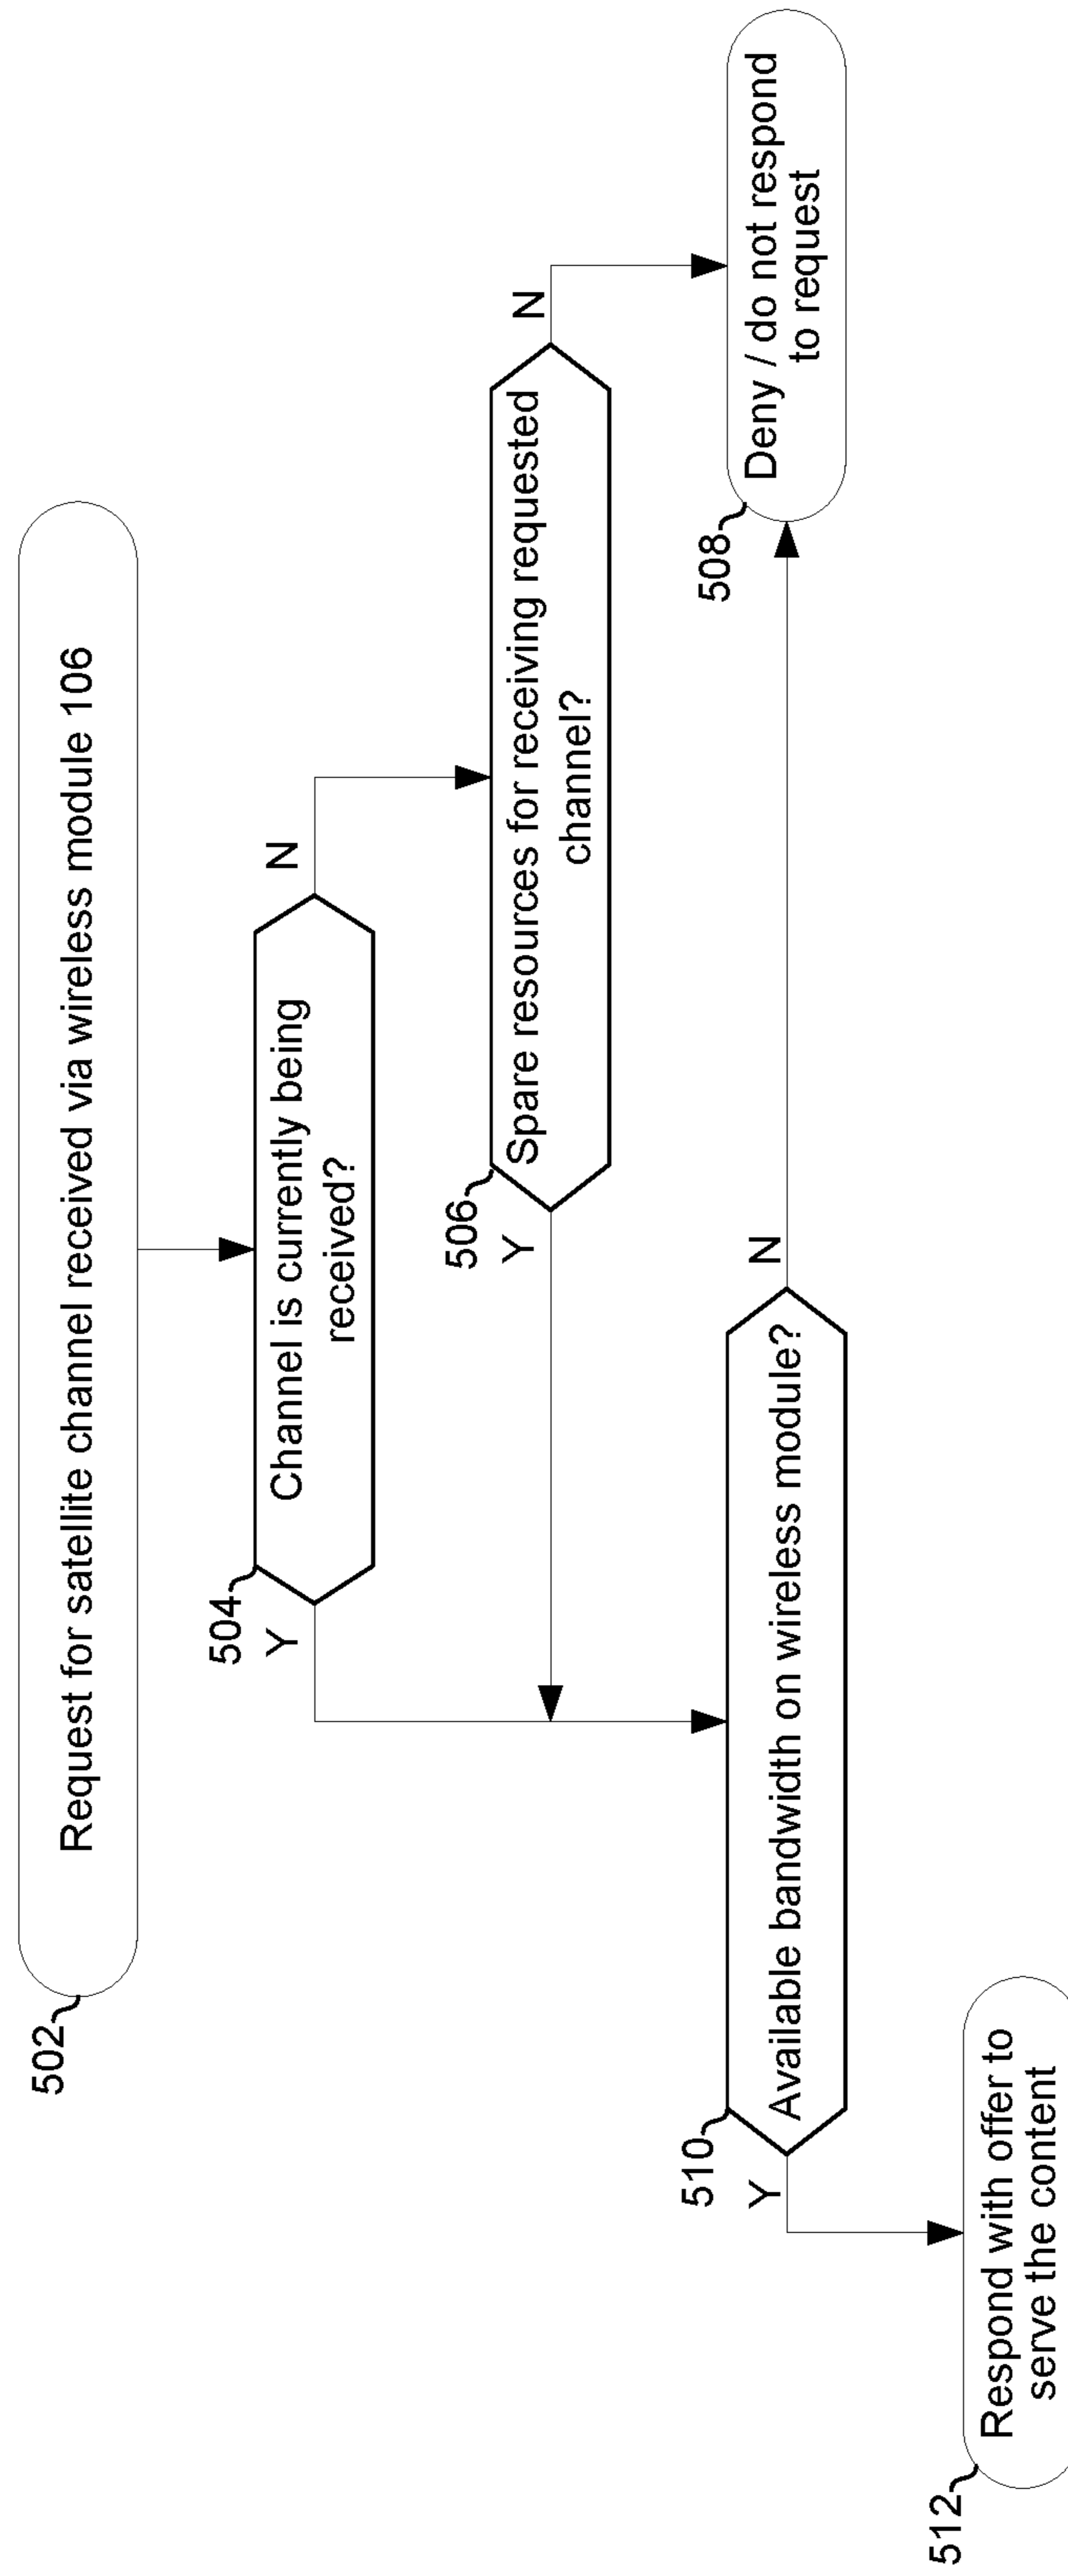 502
Request for satellite channel received via wireless module 106
504
Channel is currently being
received?
Y
N
506
Spare resources for receiving requested
channel?
Y
N
508
Deny / do not respond
to request
510
Available bandwidth on wireless module?
Y
N
512
Respond with offer to
serve the content